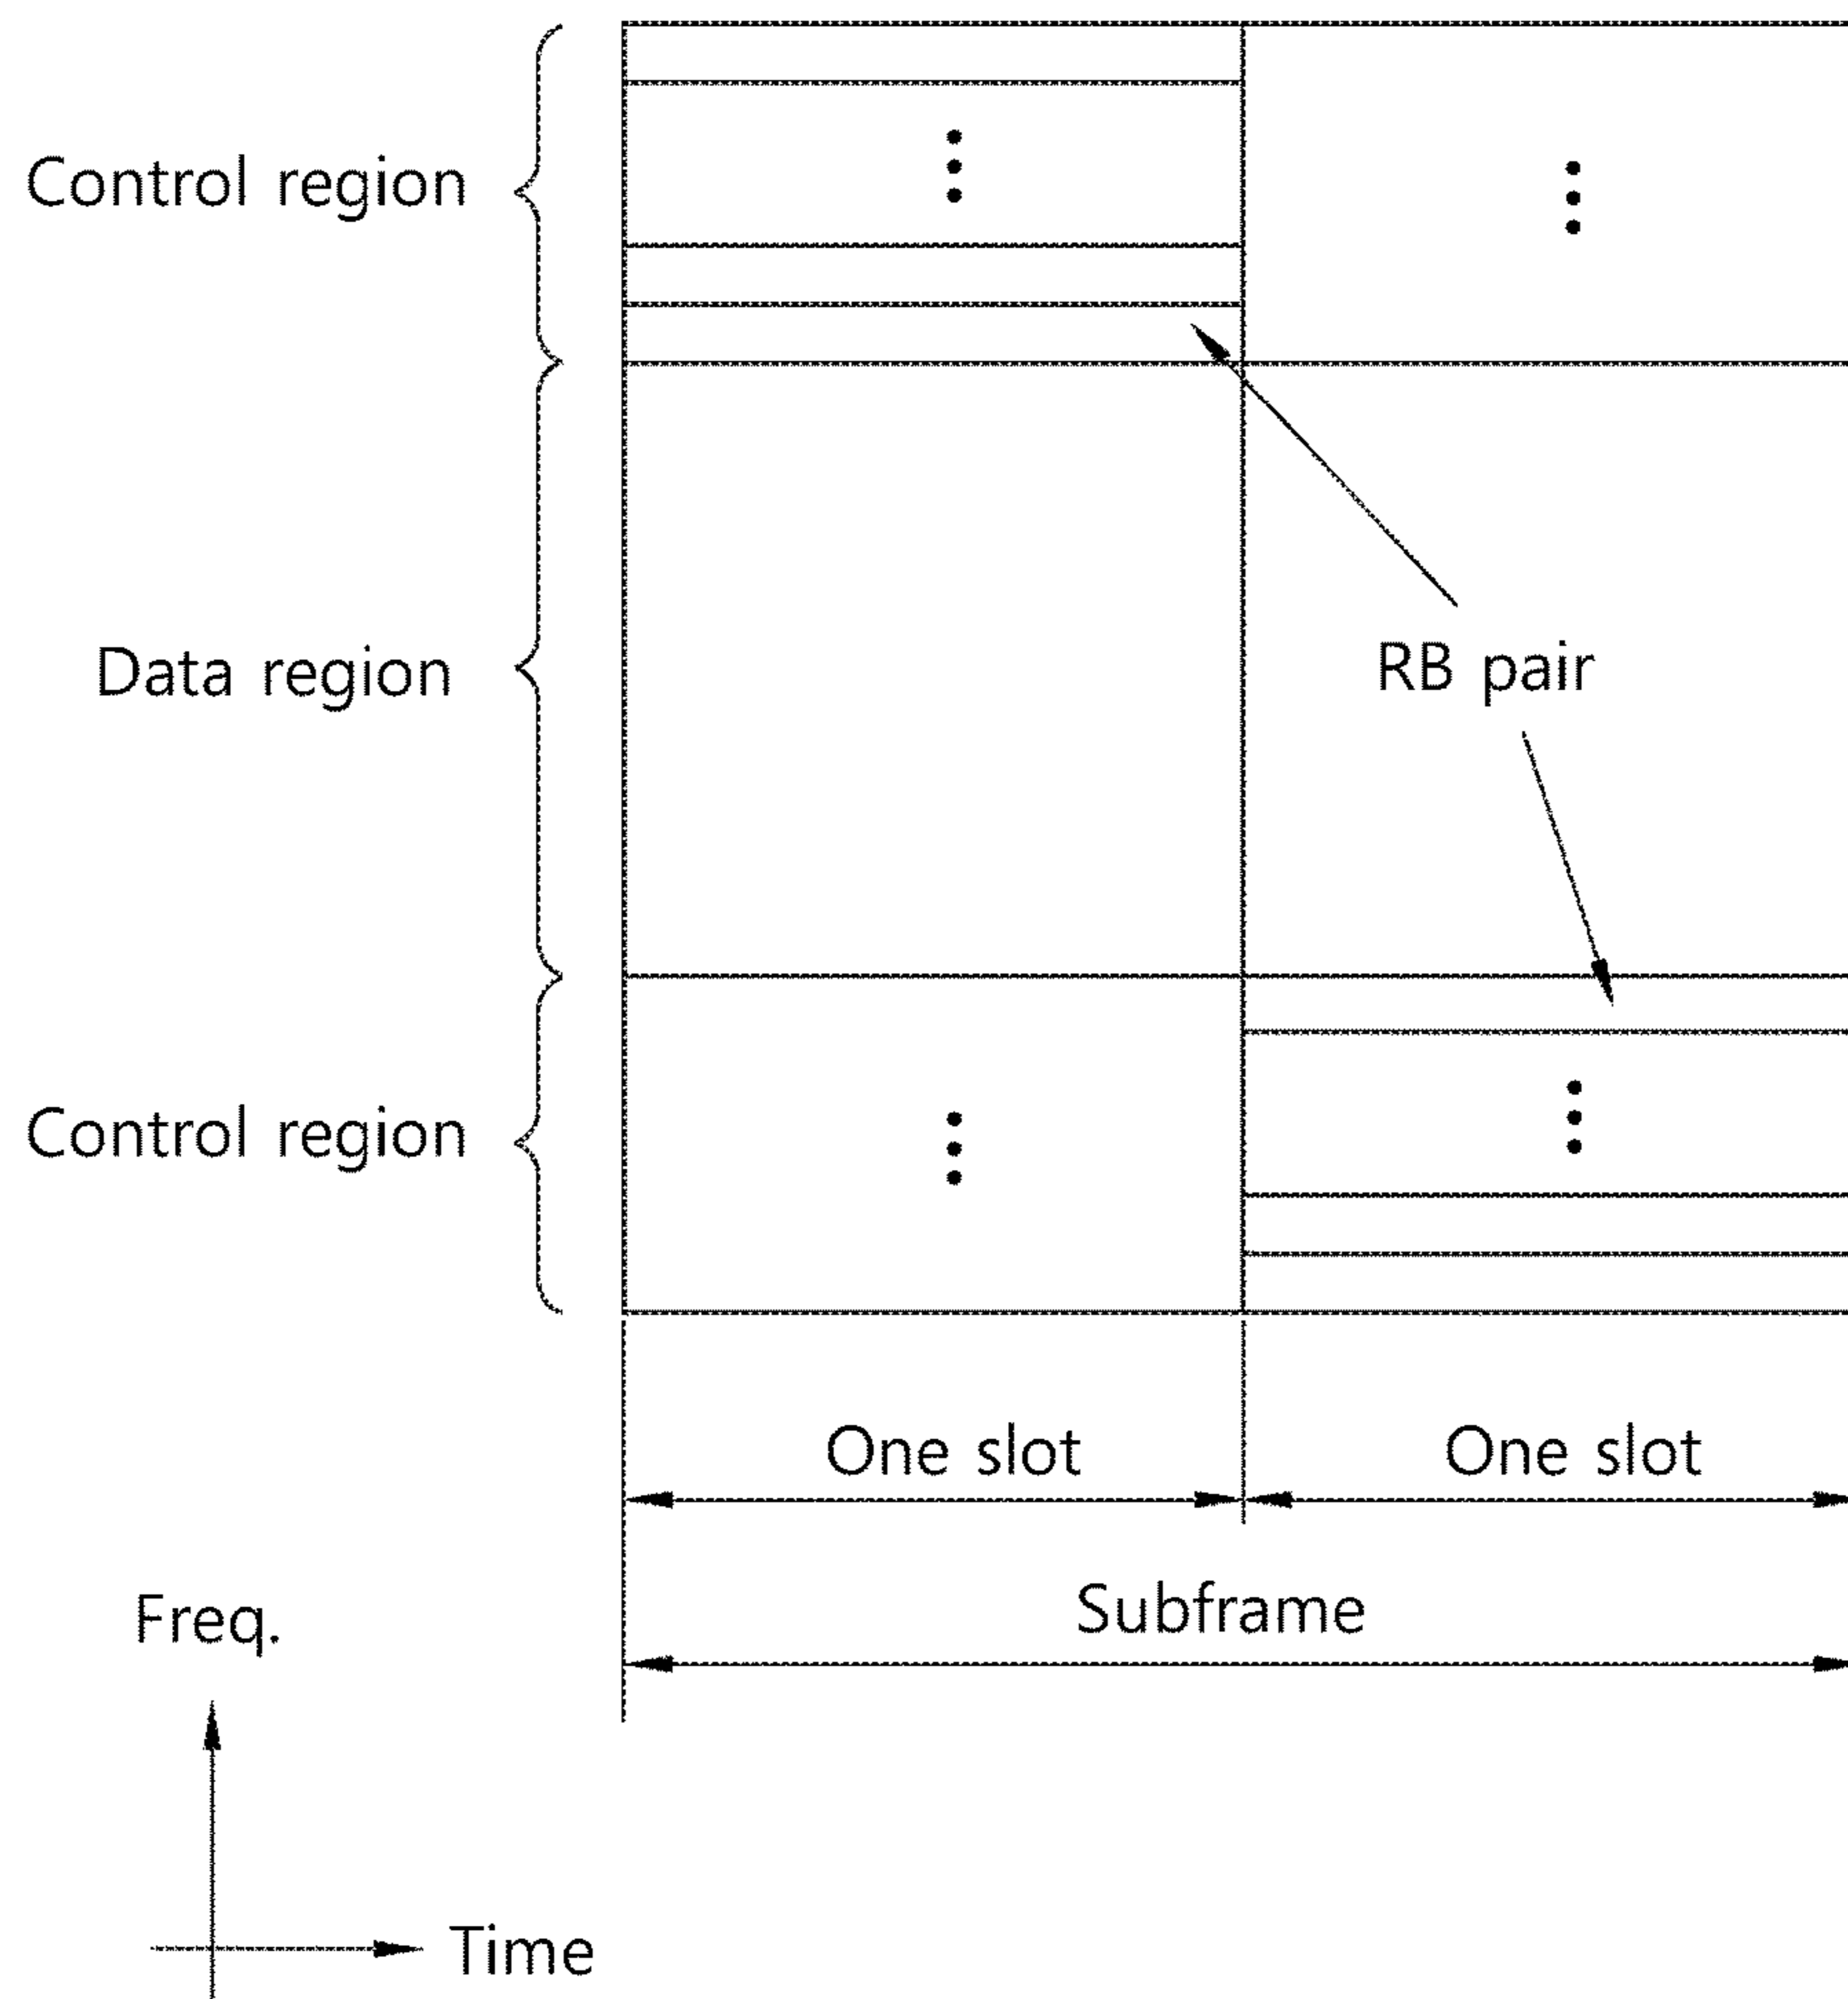 Control region
Data region
RB pair
Control region
One slot
One slot
Subframe
Freq.
Time